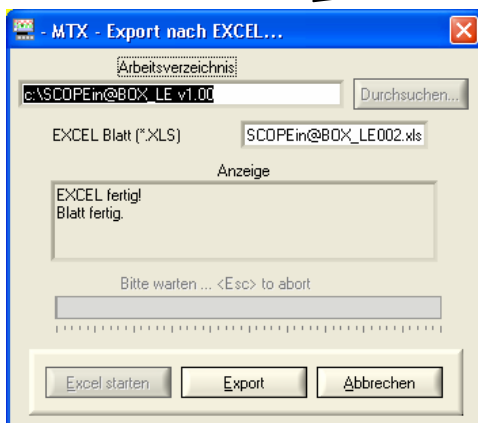 - MTX - Export nach EXCEL...
Arbeitsverzeichnis
c:\SCOPEin@BOX_LE v1.00
Durchsuchen...
EXCEL Blatt (*.XLS)
SCOPEin@BOX_LE002.xls
Anzeige
EXCEL fertig!
Blatt fertig.
Bitte warten ... <Esc> to abort
Excel starten
Export
Abbrechen